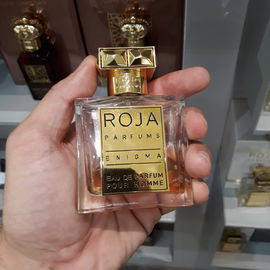 ROJA
PARFUMS
ENIGMA
EAU DE PARFUM
POUR HOMME